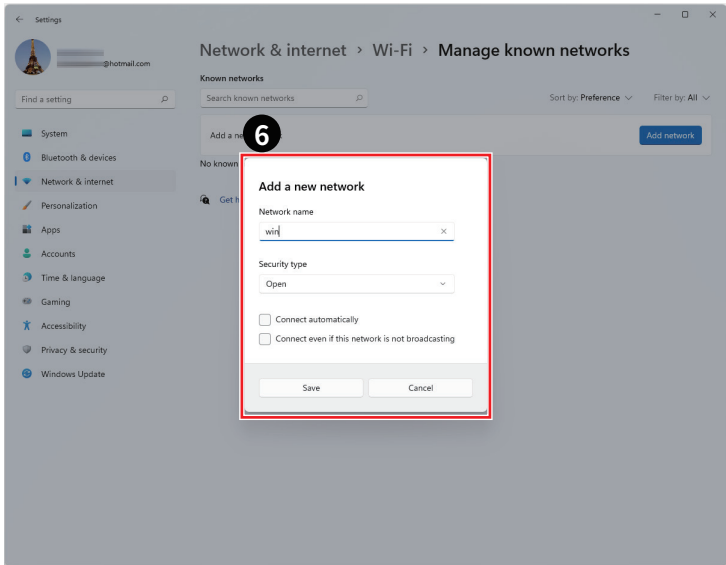 Settings
@hotmail.com
Find a setting
System
Bluetooth & devices
Network & internet
Personalization
Apps
Accounts
Time & language
Gaming
Accessibility
Privacy & security
Windows Update
Network & internet > Wi-Fi > Manage known networks
Known networks
Search known networks
Sort by: Preference
Filter by: All
Add a ne
Add network
No known
Get h
6
Add a new network
Network name
win
Security type
Open
Connect automatically
Connect even if this network is not broadcasting
Save
Cancel